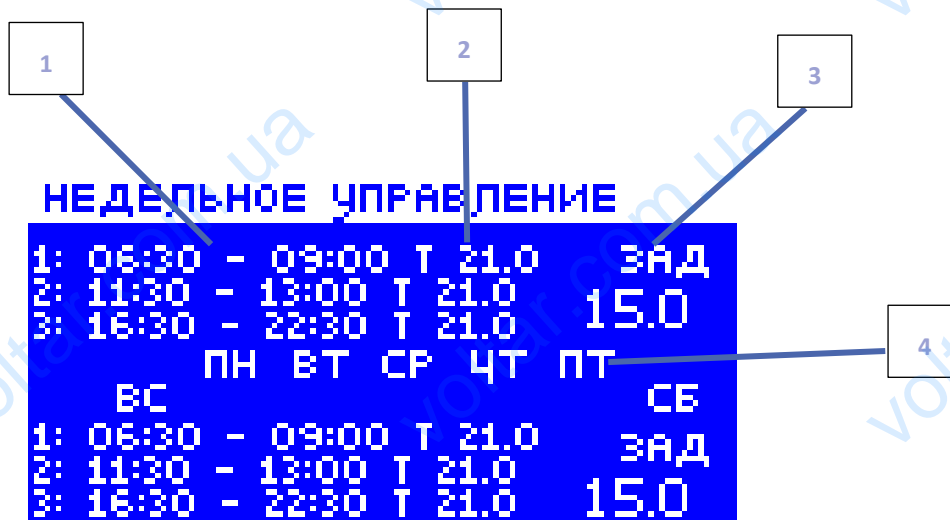 1
2
3
НЕДЕЛЬНОЕ УПРАВЛЕНИЕ
1: 06:30 - 09:00 T 21.0 ЗАД
2: 11:30 - 13:00 T 21.0 15.0
3: 16:30 - 22:30 T 21.0
ПН ВТ СР ЧТ ПТ
4
ВС СБ
1: 06:30 - 09:00 T 21.0 ЗАД
2: 11:30 - 13:00 T 21.0
3: 16:30 - 22:30 T 21.0 15.0
voltar.com.ua